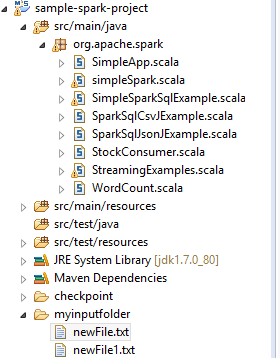 sample-spark-project
src/main/java
org.apache.spark
SimpleApp.scala
simpleSpark.scala
SimpleSparkSqlExample.scala
SparkSqlCsvJExample.scala
SparkSqlJsonJExample.scala
StockConsumer.scala
StreamingExamples.scala
WordCount.scala
src/main/resources
src/test/java
src/test/resources
JRE System Library [jdk1.7.0_80]
Maven Dependencies
checkpoint
myinputfolder
newFile.txt
newFile1.txt